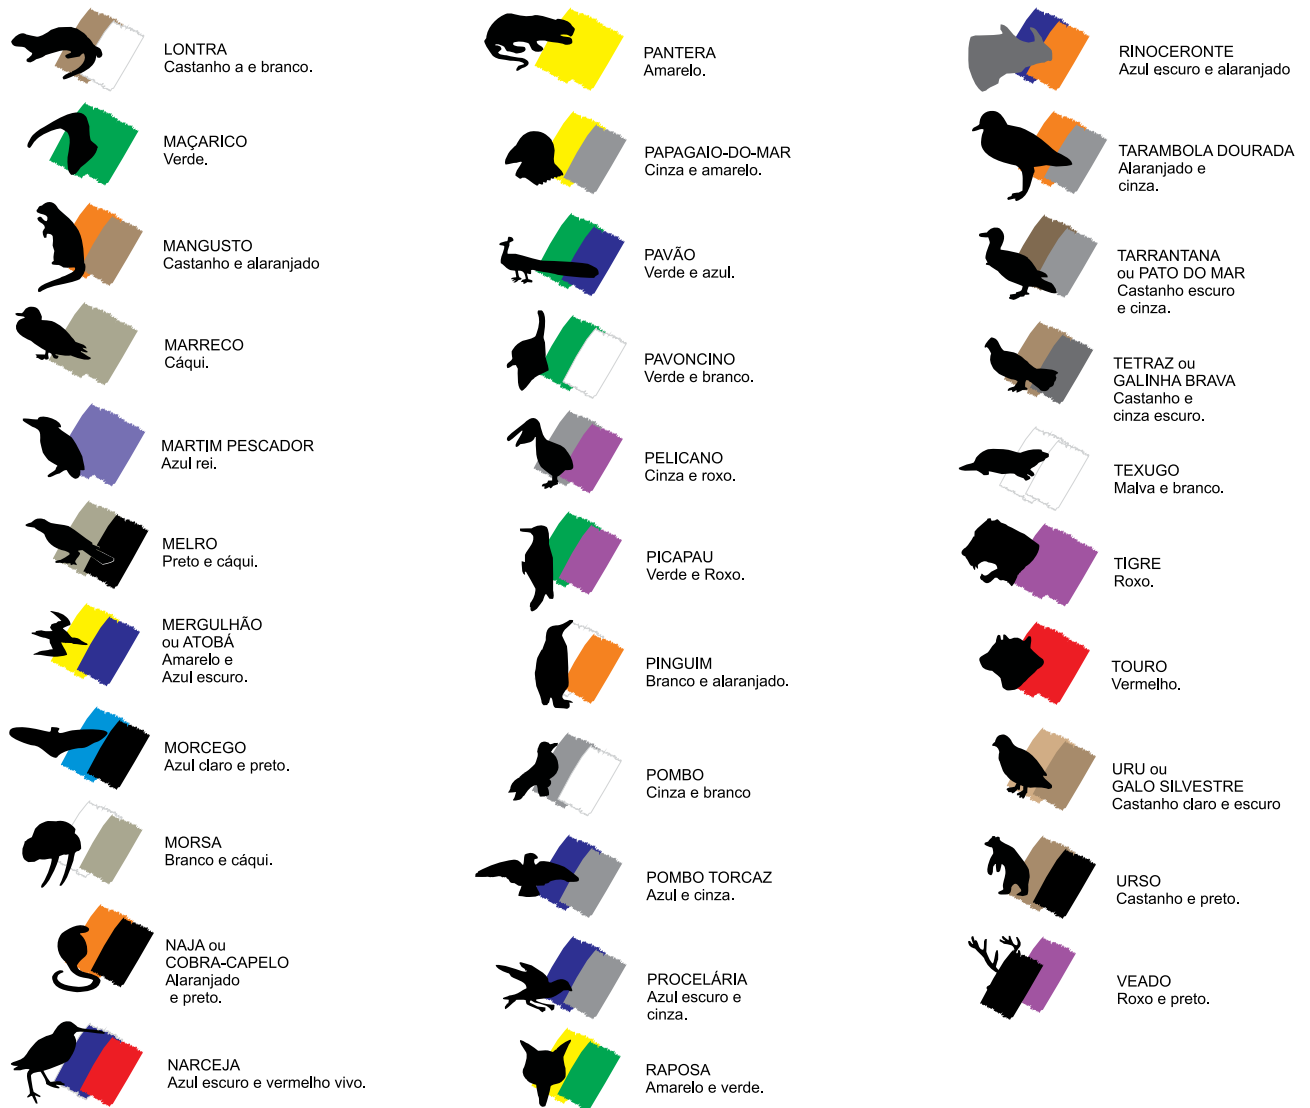 LONTRA
Castanho a e branco.
MAÇARICO
Verde.
MANGUSTO
Castanho e alaranjado
MARRECO
Cáqui.
MARTIM PESCADOR
Azul rei.
MELRO
Preto e cáqui.
MERGULHÃO
ou ATOBÁ
Amarelo e
Azul escuro.
MORCEGO
Azul claro e preto.
MORSA
Branco e cáqui.
NAJA ou
COBRA-CAPELO
Alaranjado
e preto.
NARCEJA
Azul escuro e vermelho vivo.
PANTERA
Amarelo.
PAPAGAIO-DO-MAR
Cinza e amarelo.
PAVÃO
Verde e azul.
PAVONCINO
Verde e branco.
PELICANO
Cinza e roxo.
PICAPAU
Verde e Roxo.
PINGUIM
Branco e alaranjado.
POMBO
Cinza e branco
POMBO TORCAZ
Azul e cinza.
PROCELÁRIA
Azul escuro e
cinza.
RAPOSA
Amarelo e verde.
RINOCERONTE
Azul escuro e alaranjado
TARAMBOLA DOURADA
Alaranjado e
cinza.
TARRANTANA
ou PATO DO MAR
Castanho escuro
e cinza.
TETRAZ ou
GALINHA BRAVA
Castanho e
cinza escuro.
TEXUGO
Malva e branco.
TIGRE
Roxo.
TOURO
Vermelho.
URU ou
GALO SILVESTRE
Castanho claro e escuro
URSO
Castanho e preto.
VEADO
Roxo e preto.